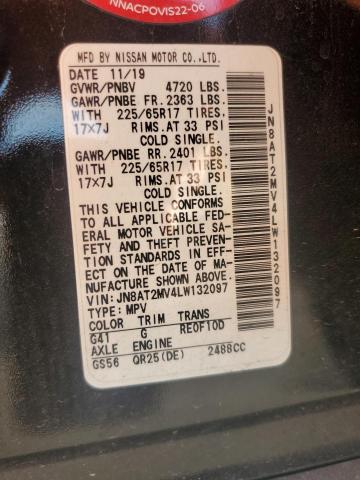 NNACPOVIS22-06
MFD BY NISSAN MOTOR CO.,LTD.
DATE 11/19
GVWR/PNBV 4720 LBS.
GAWR/PNBE FR. 2363 LBS.
WITH 225/65R17 TIRES.
17X7J RIMS.AT 33 PSI
COLD SINGLE.
GAWR/PNBE RR. 2401 LBS.
WITH 225/65R17 TIRES.
17X7J RIMS.AT 33 PSI
COLD SINGLE.
THIS VEHICLE CONFORMS
TO ALL APPLICABLE FED-
ERAL MOTOR VEHICLE SA-
FETY AND THEFT PREVEN-
TION STANDARDS IN EFF-
ECT ON THE DATE OF MA-
NUFACTURE SHOWN ABOVE.
VIN: JN8AT2MV4LW132097
TYPE: MPV
COLOR TRIM TRANS
G41 G RE0F10D
AXLE ENGINE
GS56 QR25(DE) 2488CC
JN8AT2MV4LW132097